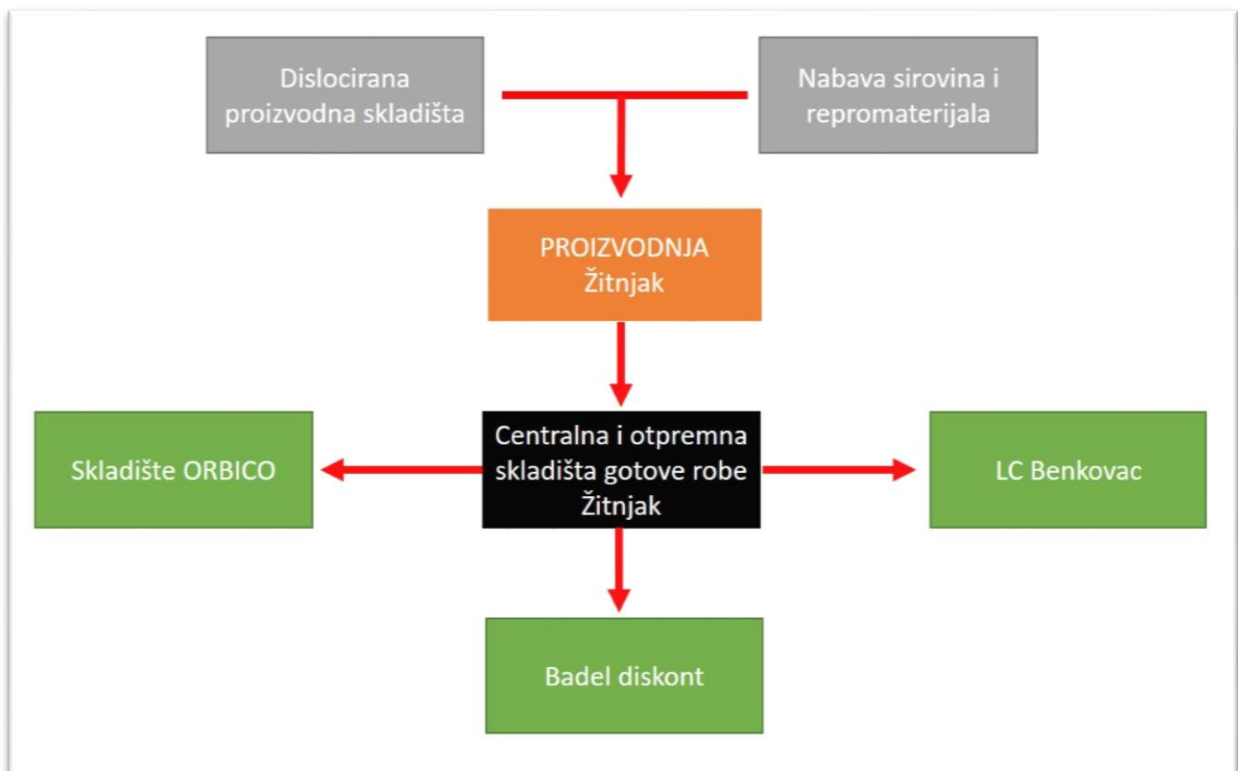 Dislocirana
proizvodna skladišta
Nabava sirovina i
repromaterijala
PROIZVODNJA
Žitnjak
Skladište ORBICO
Centralna i otpremna
skladišta gotove robe
Žitnjak
LC Benkovac
Badel diskont